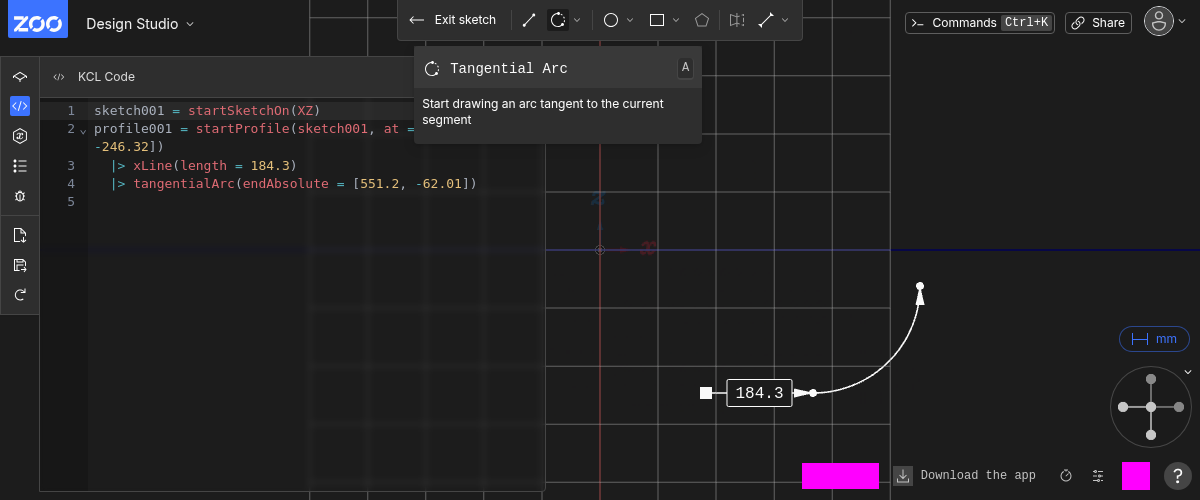 ZOO
Design Studio
Exit sketch
Commands Ctrl+K
Share
KCL Code
Tangential Arc
A
Start drawing an arc tangent to the current
segment
1 sketch001 = startSketchOn(XZ)
2 profile001 = startProfile(sketch001, at =
-246.32])
3 |> xLine(length = 184.3)
4 |> tangentialArc(endAbsolute = [551.2, -62.01])
5
z
x
mm
184.3
Download the app
?